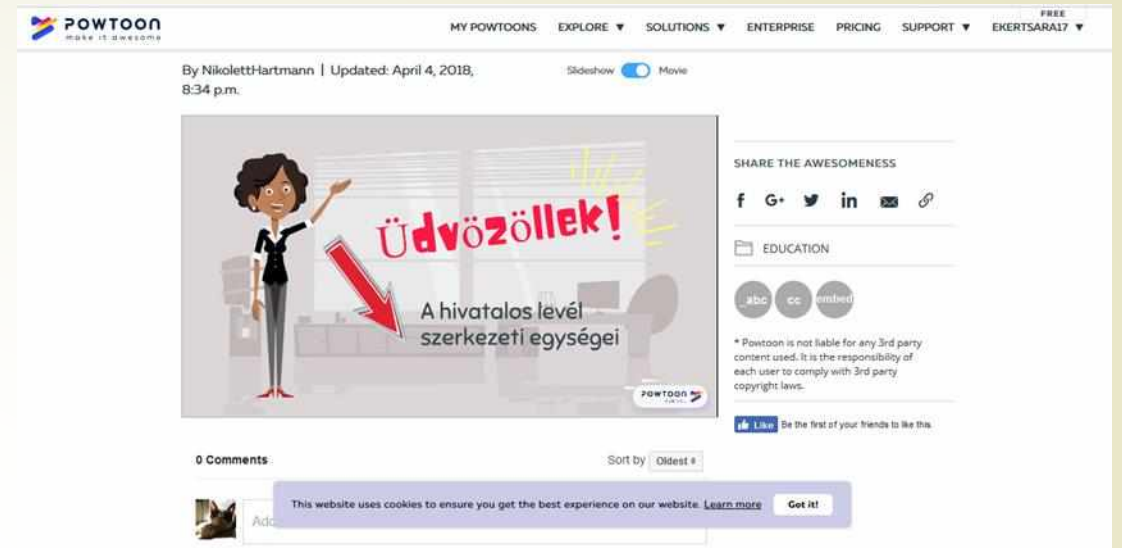 FREE
POWTOON
make it awesome
MY POWTOONS EXPLORE ▼ SOLUTIONS ▼ ENTERPRISE PRICING SUPPORT ▼ EKERTSARA17 ▼
By NikolettHartmann | Updated: April 4, 2018,
8:34 p.m.
Slideshow Movie
Üdvözöllek!
A hivatalos levél
szerkezeti egységei
POWTOON
SHARE THE AWESOMENESS
f G+ in
EDUCATION
_abc cc embed
* Powtoon is not liable for any 3rd party
content used. It is the responsibility of
each user to comply with 3rd party
copyright laws.
Like Be the first of your friends to like this.
0 Comments Sort by Oldest
This website uses cookies to ensure you get the best experience on our website. Learn more Got it!